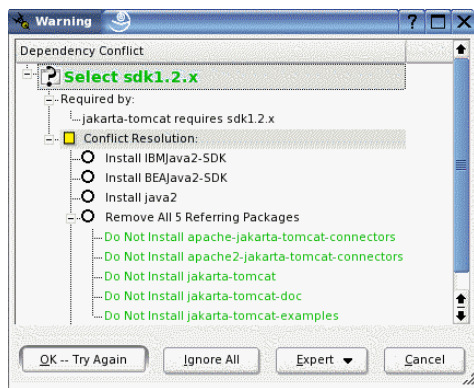 Warning
Dependency Conflict
Select sdk1.2.x
Required by:
jakarta-tomcat requires sdk1.2.x
Conflict Resolution:
Install IBMJava2-SDK
Install BEAJava2-SDK
Install java2
Remove All 5 Referring Packages
Do Not Install apache-jakarta-tomcat-connectors
Do Not Install apache2-jakarta-tomcat-connectors
Do Not Install jakarta-tomcat
Do Not Install jakarta-tomcat-doc
Do Not Install jakarta-tomcat-examples
OK -- Try Again Ignore All Expert Cancel